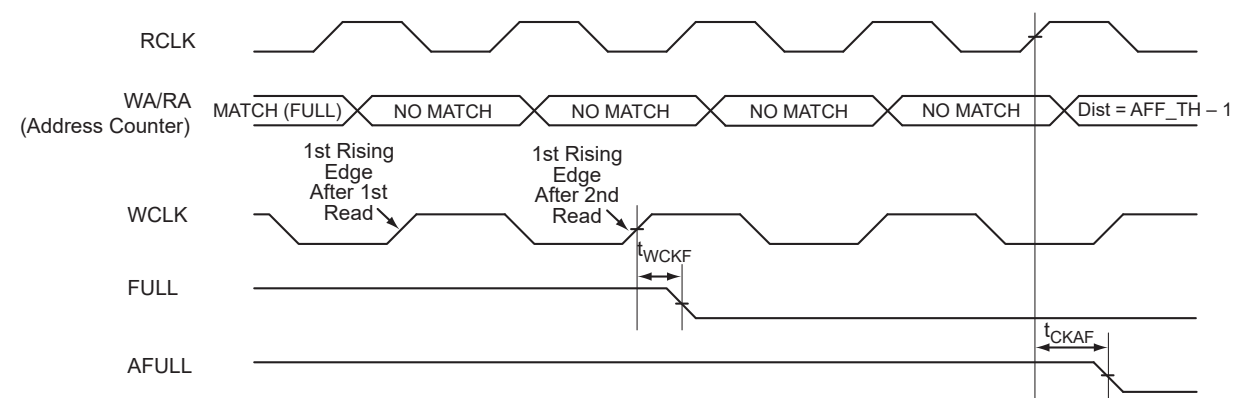 RCLK
WA/RA
(Address Counter)
MATCH (FULL)
NO MATCH
NO MATCH
NO MATCH
NO MATCH
Dist = AFF_TH – 1
1st Rising
Edge
After 1st
Read
1st Rising
Edge
After 2nd
Read
WCLK
tWCKF
FULL
tCKAF
AFULL